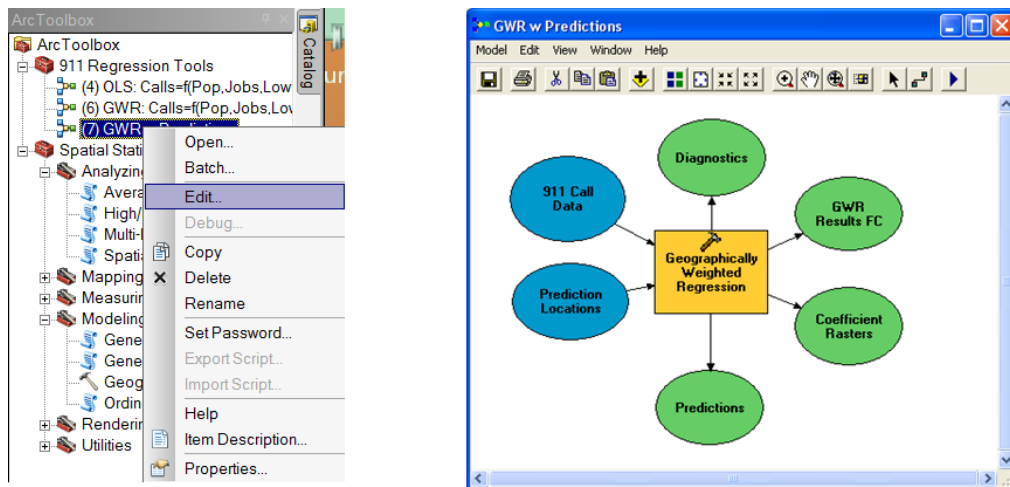 ArcToolbox
ArcToolbox
911 Regression Tools
(4) OLS: Calls=f(Pop,Jobs,Low
(6) GWR: Calls=f(Pop,Jobs,Lov
(7) GWR
Spatial Stati
Analyzing
Avera
High/
Multi-
Spati
Mapping
Measurin
Modeling
Gene
Gene
Geog
Ordin
Renderin
Utilities
Catalog
Open...
Batch...
Edit...
Debug...
Copy
Delete
Rename
Set Password...
Export Script...
Import Script...
Help
Item Description...
Properties...
GWR w Predictions
Model Edit View Window Help
Diagnostics
911 Call
Data
GWR
Results FC
Geographically
Weighted
Regression
Prediction
Locations
Coefficient
Rasters
Predictions